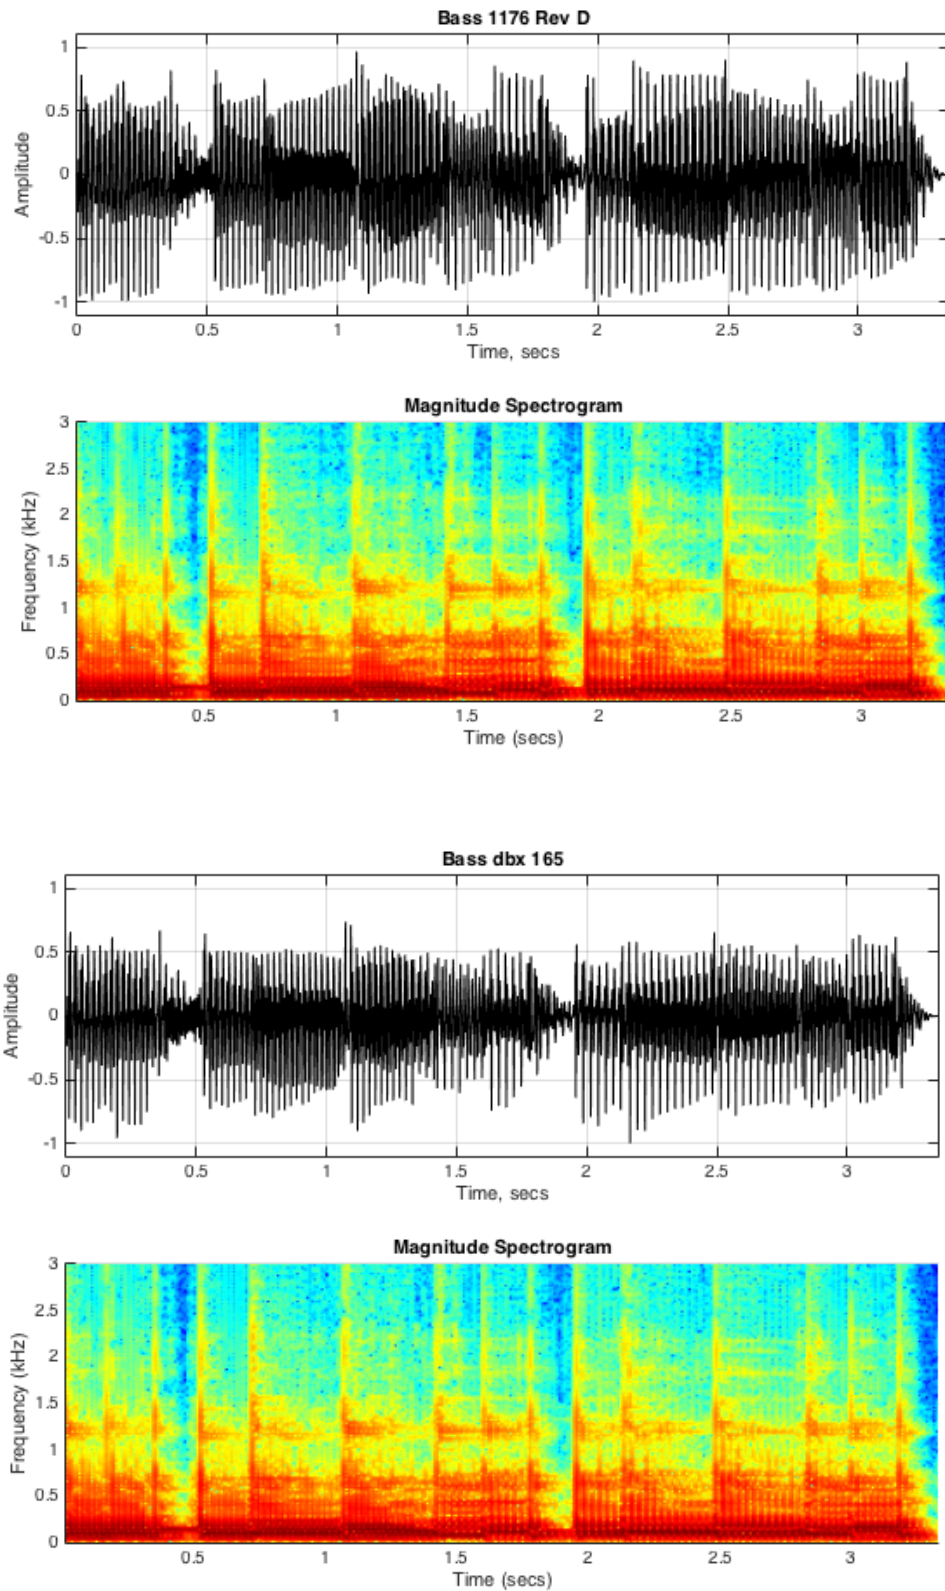 Bass 1176 Rev D
1
0.5
0
-0.5
-1
Amplitude
0 0.5 1 1.5 2 2.5 3
Time, secs
Magnitude Spectrogram
3
2.5
2
1.5
1
0.5
0
Frequency (kHz)
0.5 1 1.5 2 2.5 3
Time (secs)
Bass dbx 165
1
0.5
0
-0.5
-1
Amplitude
0 0.5 1 1.5 2 2.5 3
Time, secs
Magnitude Spectrogram
3
2.5
2
1.5
1
0.5
0
Frequency (kHz)
0.5 1 1.5 2 2.5 3
Time (secs)